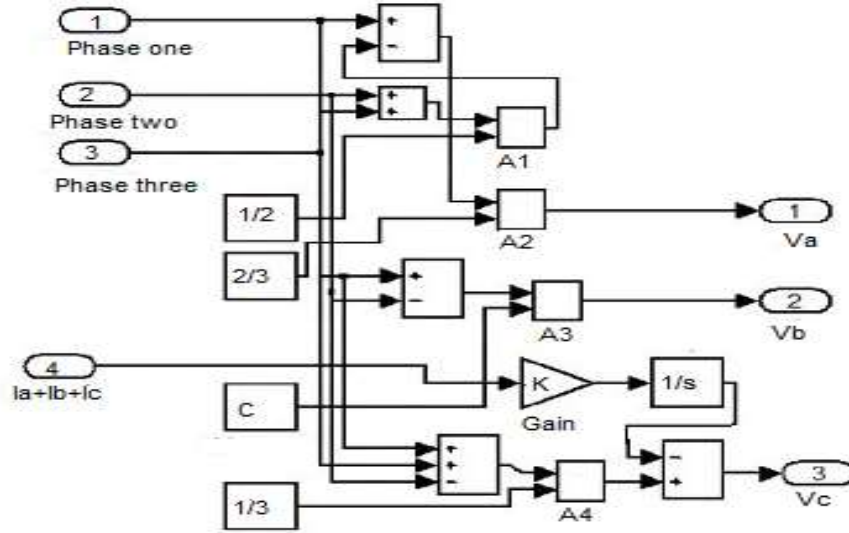 1
Phase one
+
-
2
Phase two
+
+
3
Phase three
A1
1/2
A2
1
Va
2/3
+
-
A3
2
Vb
4
Ia+Ib+Ic
K
Gain
1/s
C
+
+
-
-
+
3
Vc
1/3
A4